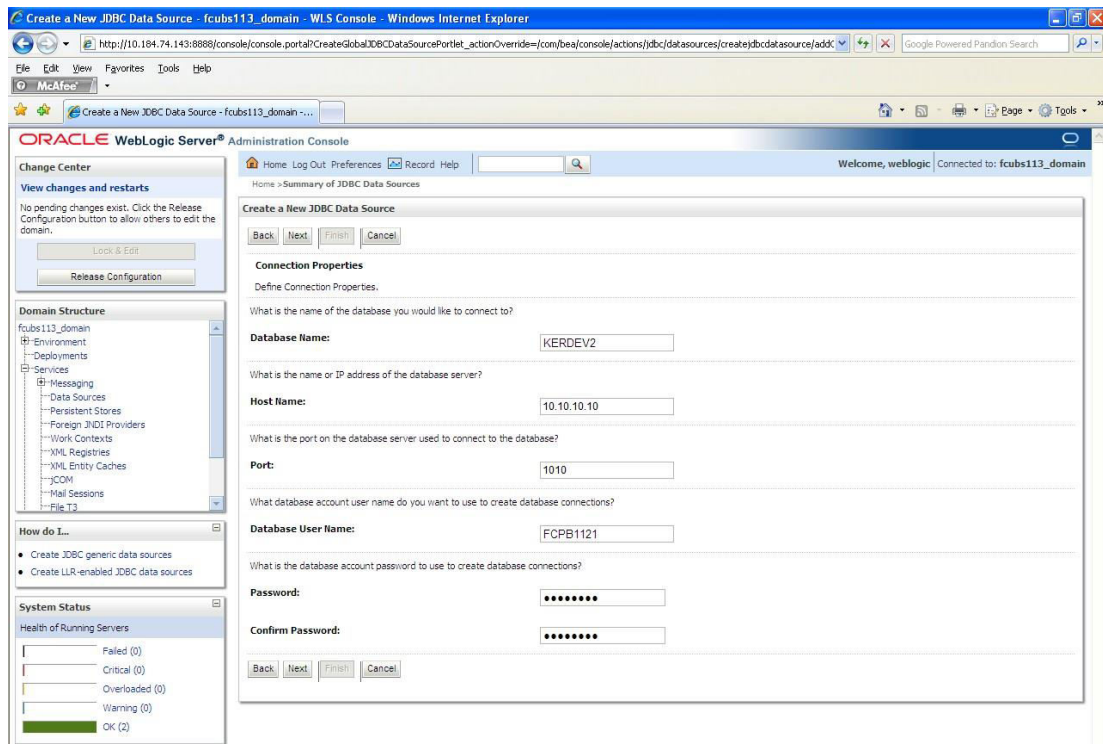 Create a New JDBC Data Source - fcubs113_domain - WLS Console - Windows Internet Explorer
http://10.184.74.143:8888/console/console.portal?CreateGlobalJDBCDataSourcePortlet_actionOverride=/com/bea/console/actions/jdbc/datasources/createjdbcdatasource/addC
Google Powered Pandion Search
File Edit View Favorites Tools Help
McAfee
Create a New JDBC Data Source - fcubs113_domain -...
Page Tools
ORACLE WebLogic Server® Administration Console
Change Center
View changes and restarts
No pending changes exist. Click the Release
Configuration button to allow others to edit the
domain.
Lock & Edit
Release Configuration
Domain Structure
fcubs113_domain
Environment
Deployments
Services
Messaging
Data Sources
Persistent Stores
Foreign JNDI Providers
Work Contexts
XML Registries
XML Entity Caches
jCOM
Mail Sessions
File T3
How do I...
Create JDBC generic data sources
Create LLR-enabled JDBC data sources
System Status
Health of Running Servers
Failed (0)
Critical (0)
Overloaded (0)
Warning (0)
OK (2)
Home Log Out Preferences Record Help
Welcome, weblogic Connected to: fcubs113_domain
Home >Summary of JDBC Data Sources
Create a New JDBC Data Source
Back Next Finish Cancel
Connection Properties
Define Connection Properties.
What is the name of the database you would like to connect to?
Database Name: KERDEV2
What is the name or IP address of the database server?
Host Name: 10.10.10.10
What is the port on the database server used to connect to the database?
Port: 1010
What database account user name do you want to use to create database connections?
Database User Name: FCPB1121
What is the database account password to use to create database connections?
Password: ●●●●●●●●
Confirm Password: ●●●●●●●●
Back Next Finish Cancel